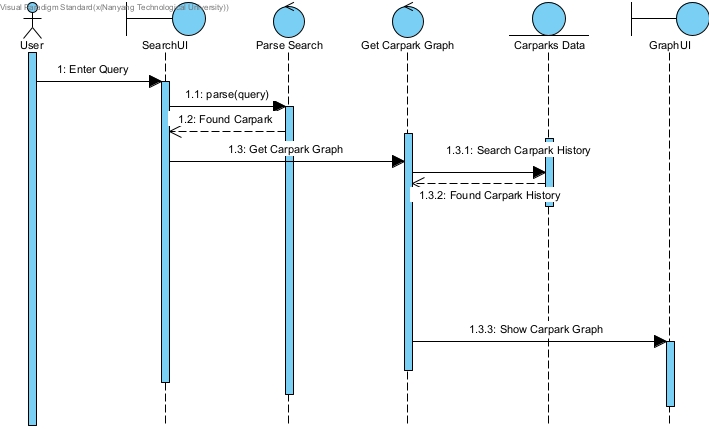 Visual Paradigm Standard(x(Nanyang Technological University))
User
SearchUI
Parse Search
Get Carpark Graph
Carparks Data
GraphUI
1: Enter Query
1.1: parse(query)
1.2: Found Carpark
1.3: Get Carpark Graph
1.3.1: Search Carpark History
1.3.2: Found Carpark History
1.3.3: Show Carpark Graph